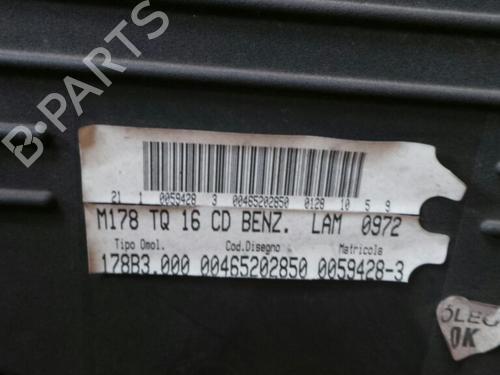 B-PARTS
21 1 0059428 3 00465202850 0128 10 5 9
M178 TQ 16 CD BENZ. LAM 0972
Tipo Omol. Cod.Disegno Matricola
178B3.000 00465202850 0059428-3
OLEO
OK